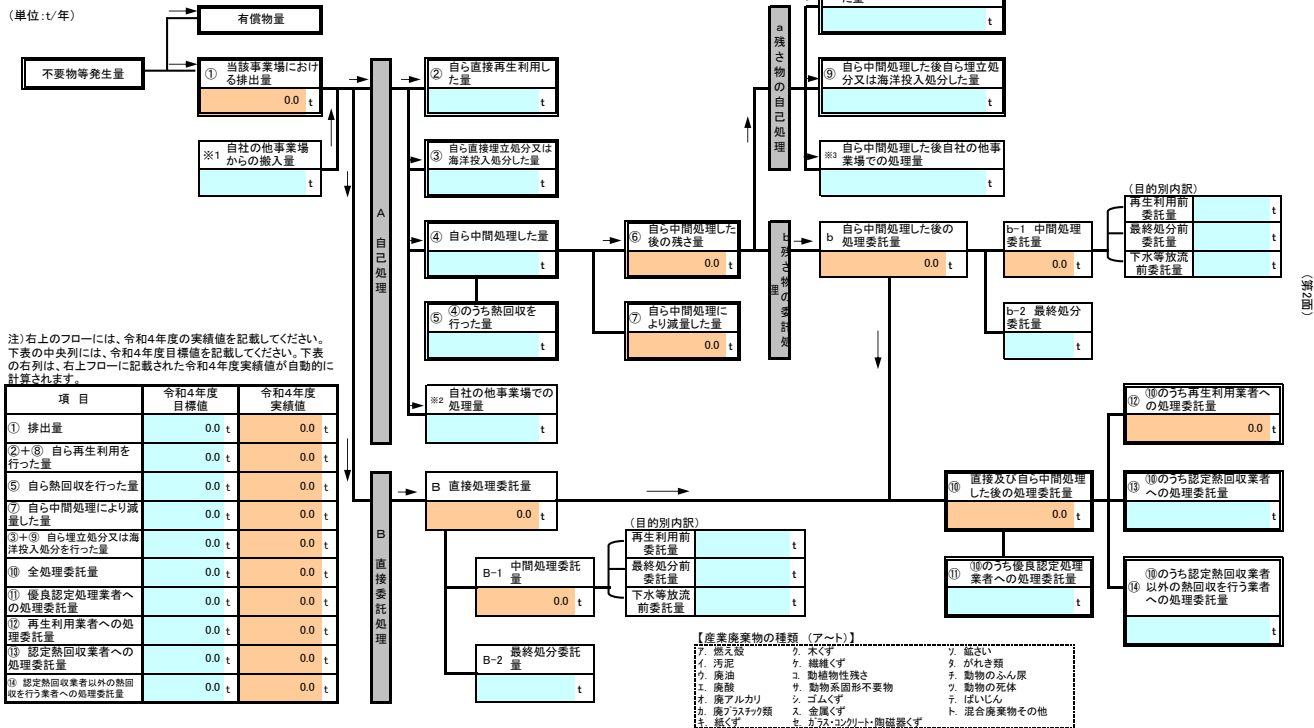 (単位:t/年)
有償物量
不要物等発生量
① 当該事業場におけ
る排出量
0.0 t
※1 自社の他事業場
からの搬入量
t
A 自己処理
② 自ら直接再生利用し
た量
t
③ 自ら直接埋立処分又は
海洋投入処分した量
t
④ 自ら中間処理した量
t
⑤ ④のうち熱回収を
行った量
t
※2 自社の他事業場での
処理量
t
⑥ 自ら中間処理した
後の残さ量
0.0 t
⑦ 自ら中間処理に
より減量した量
0.0 t
a 残さ物の自己処理
た量
t
⑨ 自ら中間処理した後自ら埋立処
分又は海洋投入処分した量
t
※3 自ら中間処理した後自社の他事
業場での処理量
t
b 残さ物の委託処理
b 自ら中間処理した後の
処理委託量
0.0 t
b-1 中間処理
委託量
0.0 t
b-2 最終処分
委託量
t
(目的別内訳)
再生利用前
委託量
t
最終処分前
委託量
t
下水等放流
前委託量
t
(第2面)
注)右上のフローには、令和4年度の実績値を記載してください。
下表の中央列には、令和4年度目標値を記載してください。下表
の右列は、右上フローに記載された令和4年度実績値が自動的に
計算されます。
項 目 令和4年度 目標値 令和4年度 実績値
① 排出量 0.0 t 0.0 t
②+⑧ 自ら再生利用を
行った量 0.0 t 0.0 t
⑤ 自ら熱回収を行った量 0.0 t 0.0 t
⑦ 自ら中間処理により減
量した量 0.0 t 0.0 t
③+⑨ 自ら埋立処分又は海
洋投入処分を行った量 0.0 t 0.0 t
⑩ 全処理委託量 0.0 t 0.0 t
⑪ 優良認定処理業者へ
の処理委託量 0.0 t 0.0 t
⑫ 再生利用業者への処
理委託量 0.0 t 0.0 t
⑬ 認定熱回収業者への
処理委託量 0.0 t 0.0 t
⑭ 認定熱回収業者以外の熱回
収を行う業者への処理委託量 0.0 t 0.0 t
B 直接委託処理
B 直接処理委託量
0.0 t
B-1 中間処理委託
量
0.0 t
B-2 最終処分委託
量
t
(目的別内訳)
再生利用前
委託量
t
最終処分前
委託量
t
下水等放流
前委託量
t
⑩ 直接及び自ら中間処理
した後の処理委託量
0.0 t
⑪ ⑩のうち優良認定処理
業者への処理委託量
t
⑫ ⑩のうち再生利用業者へ
の処理委託量
0.0 t
⑬ ⑩のうち認定熱回収業者
への処理委託量
t
⑭ ⑩のうち認定熱回収業者
以外の熱回収を行う業者
への処理委託量
t
【産業廃棄物の種類 (ア~ト)】
ア. 燃え殻 ク. 木くず ソ. 鉱さい
イ. 汚泥 ケ. 繊維くず タ. がれき類
ウ. 廃油 コ. 動植物性残さ チ. 動物のふん尿
エ. 廃酸 サ. 動物系固形不要物 ツ. 動物の死体
オ. 廃アルカリ シ. ゴムくず テ. ばいじん
カ. 廃プラスチック類 ス. 金属くず ト. 混合廃棄物その他
キ. 紙くず セ. ガラス・コンクリート・陶磁器くず